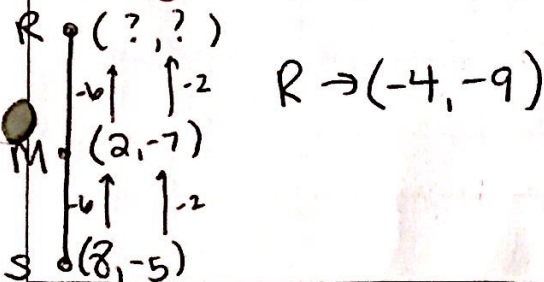 R (?, ?)
-6 ↑ ↑ -2
R → (-4, -9)
M (2, -7)
-6 ↑ ↑ -2
S (8, -5)